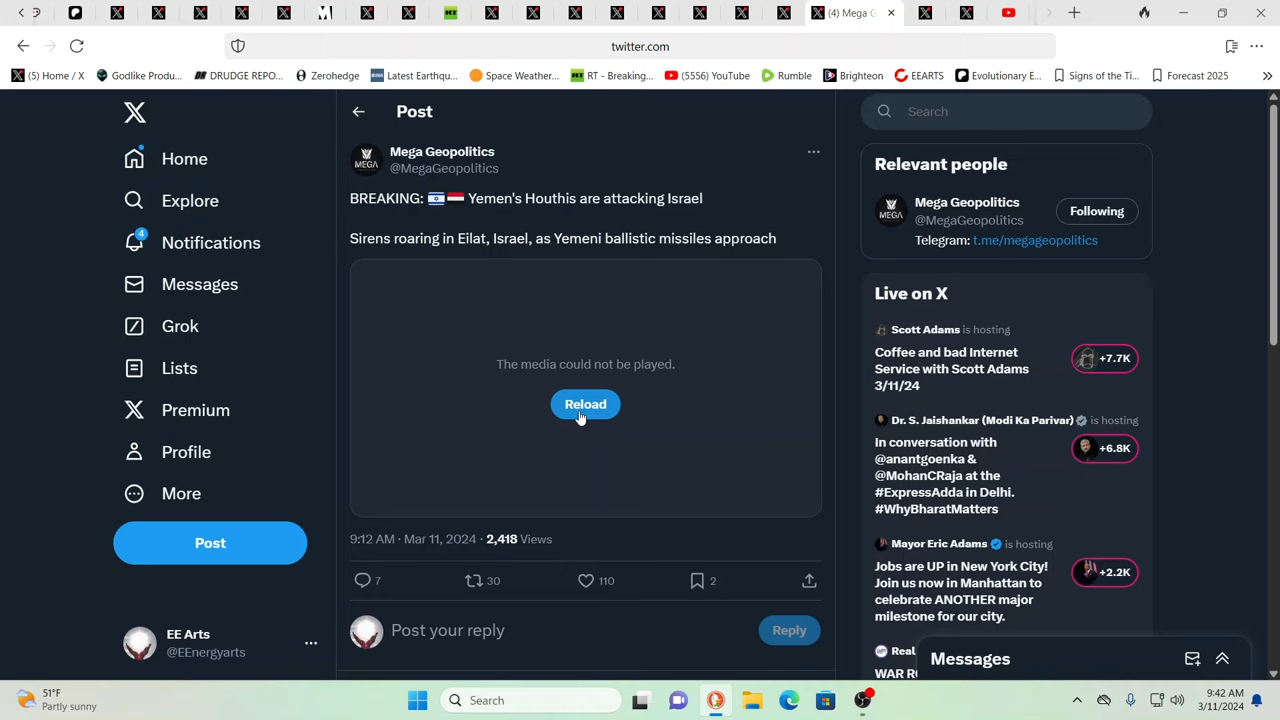 (4) Mega G
twitter.com
(5) Home / X
Godlike Produ...
DRUDGE REPO...
Zerohedge
Latest Earthqu...
Space Weather...
RT - Breaking...
(5556) YouTube
Rumble
Brighteon
EEARTS
Evolutionary E...
Signs of the Ti...
Forecast 2025
Home
Explore
4
Notifications
Messages
Grok
Lists
Premium
Profile
More
Post
EE Arts
@EEnergyarts
Post
MEGA
Mega Geopolitics
@MegaGeopolitics
BREAKING: 🇮🇱🇾🇪 Yemen's Houthis are attacking Israel
Sirens roaring in Eilat, Israel, as Yemeni ballistic missiles approach
The media could not be played.
Reload
9:12 AM · Mar 11, 2024 · 2,418 Views
7
30
110
2
Post your reply
Reply
Search
Relevant people
MEGA
Mega Geopolitics
@MegaGeopolitics
Following
Telegram: t.me/megageopolitics
Live on X
Scott Adams is hosting
Coffee and bad Internet
Service with Scott Adams
3/11/24
+7.7K
Dr. S. Jaishankar (Modi Ka Parivar) is hosting
In conversation with
@anantgoenka &
@MohanCRaja at the
#ExpressAdda in Delhi.
#WhyBharatMatters
+6.8K
Mayor Eric Adams is hosting
Jobs are UP in New York City!
Join us now in Manhattan to
celebrate ANOTHER major
milestone for our city.
+2.2K
Real
Messages
51°F
Partly sunny
Search
9:42 AM
3/11/2024